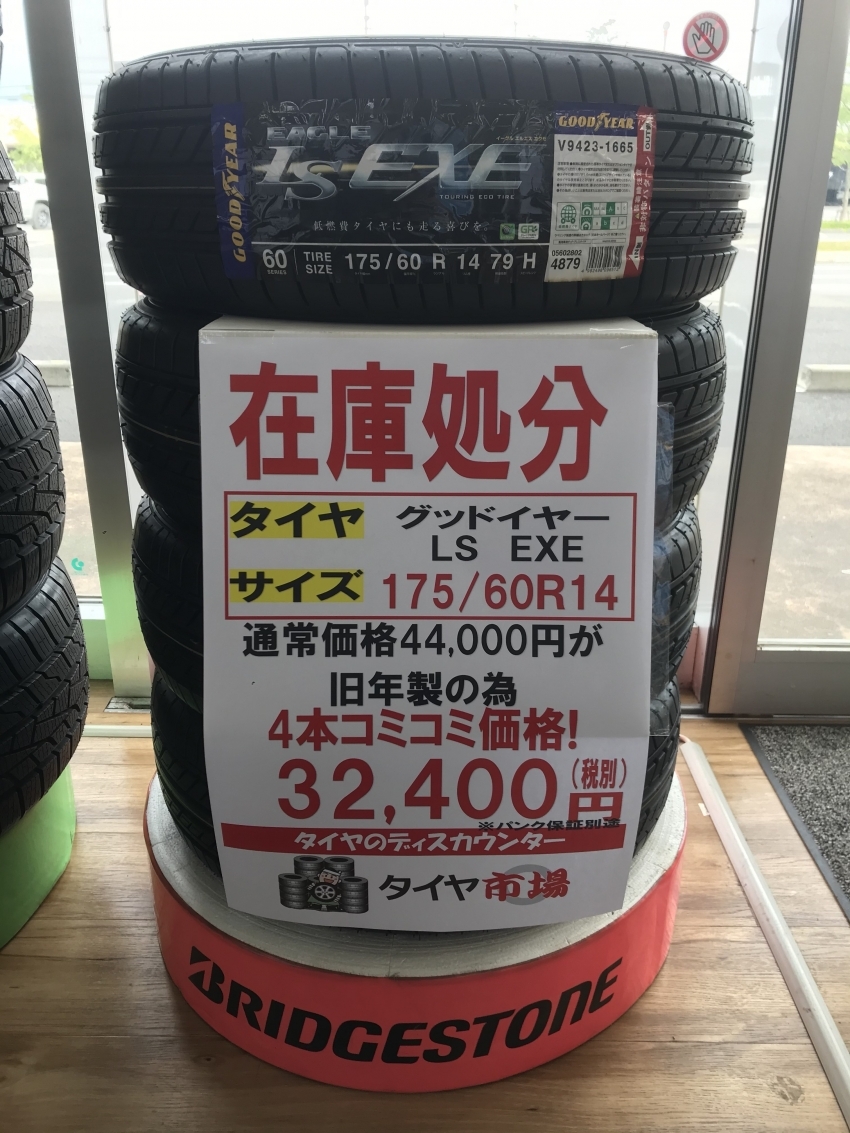 GOODYEAR
EAGLE
LS EXE
TOURING ECO TIRE
低燃費タイヤにも走る喜びを。
60 SERIES TIRE SIZE 175/60 R 14 79 H
GOODYEAR
V9423-1665
05602802
4879
OUTSIDE
在庫処分
タイヤ グッドイヤー
LS EXE
サイズ 175/60R14
通常価格44,000円が
旧年製の為
4本コミコミ価格!
32,400円(税別)
※パンク保証別途
タイヤのディスカウンター
タイヤ市場
BRIDGESTONE